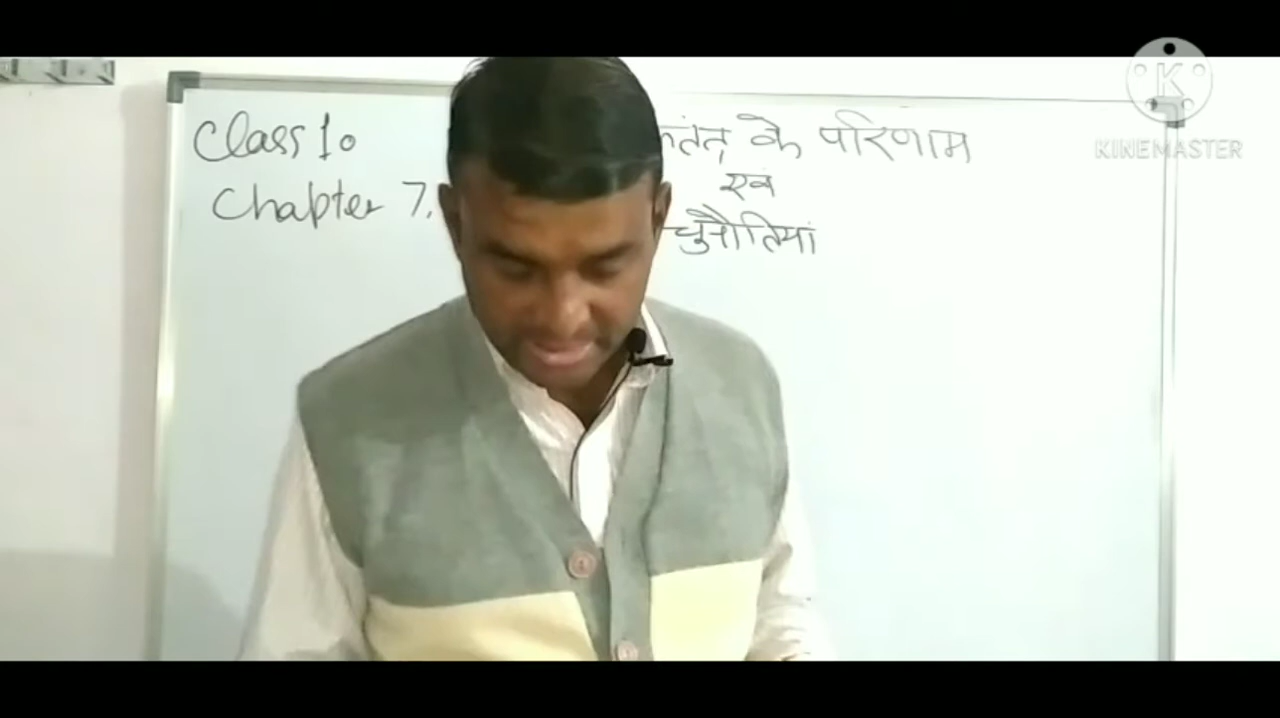 Class 10
के परिणाम
Chapter 7.
एवं
चुनौतियां
KINEMASTER